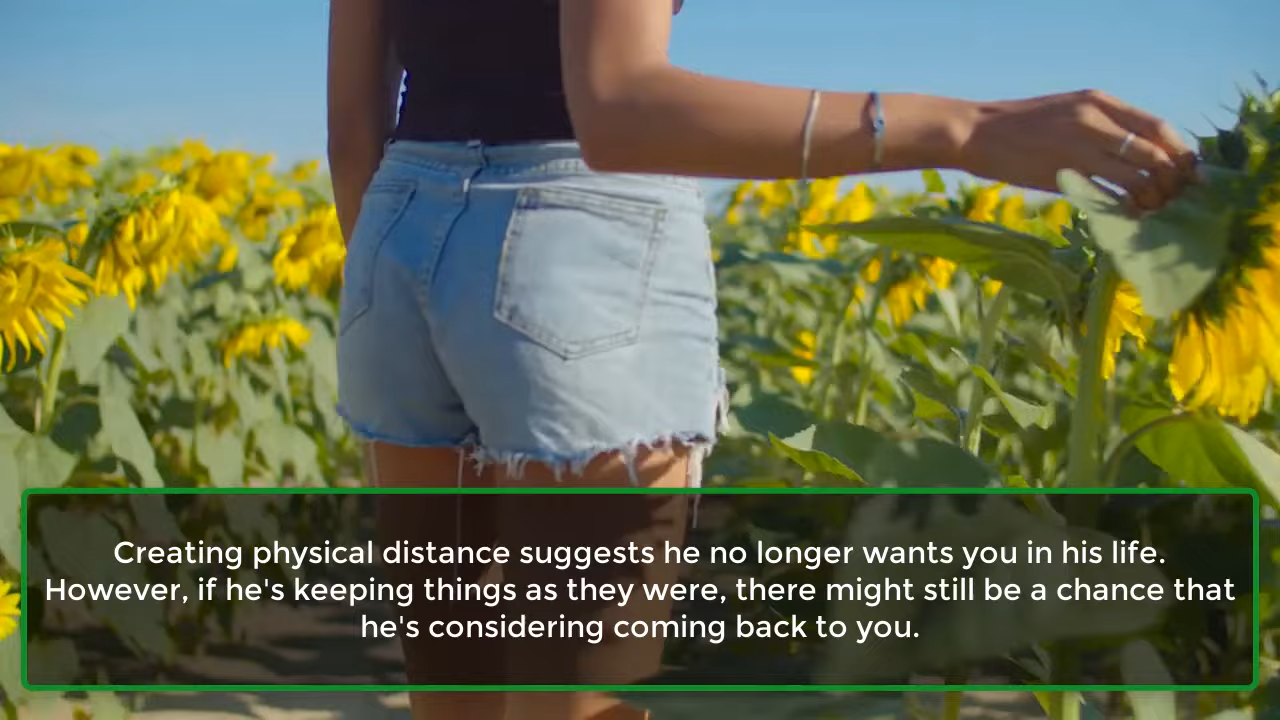 Creating physical distance suggests he no longer wants you in his life.
However, if he's keeping things as they were, there might still be a chance that
he's considering coming back to you.